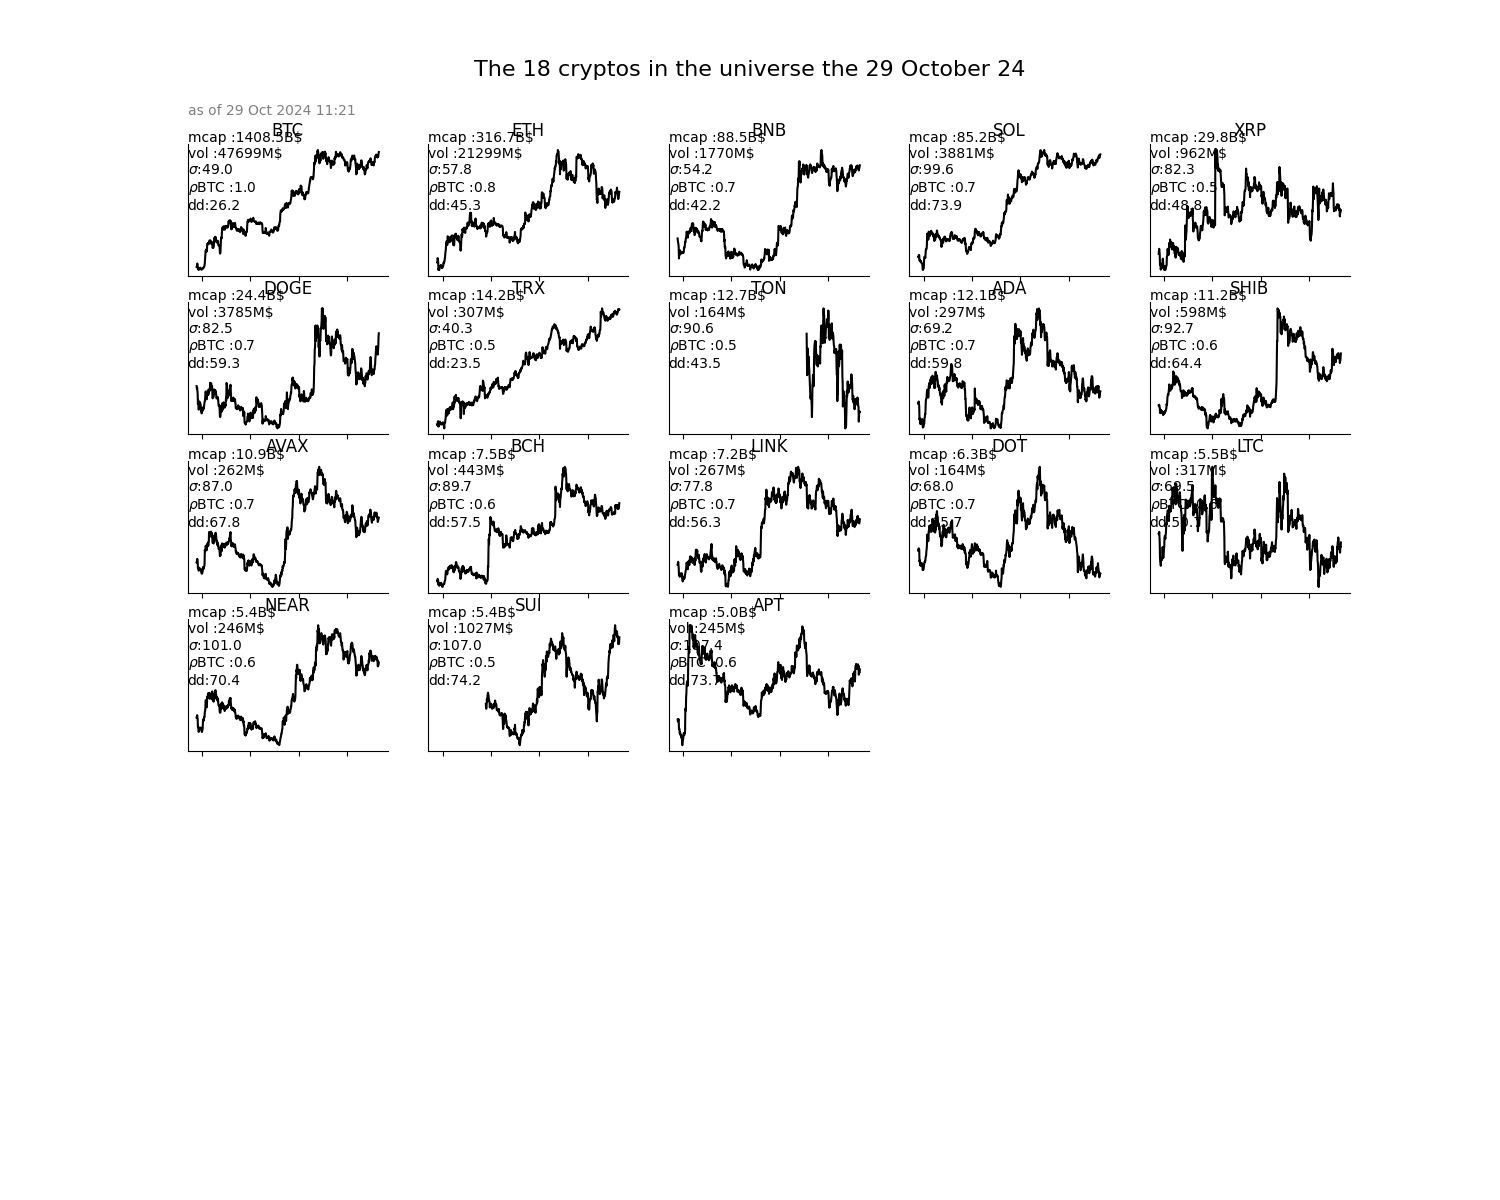 The 18 cryptos in the universe the 29 October 24
as of 29 Oct 2024 11:21
BTC
mcap :1408.5B$
vol :47699M$
σ:49.0
ρBTC :1.0
dd:26.2
ETH
mcap :316.7B$
vol :21299M$
σ:57.8
ρBTC :0.8
dd:45.3
BNB
mcap :88.5B$
vol :1770M$
σ:54.2
ρBTC :0.7
dd:42.2
SOL
mcap :85.2B$
vol :3881M$
σ:99.6
ρBTC :0.7
dd:73.9
XRP
mcap :29.8B$
vol :962M$
σ:82.3
ρBTC :0.5
dd:48.8
DOGE
mcap :24.4B$
vol :3785M$
σ:82.5
ρBTC :0.7
dd:59.3
TRX
mcap :14.2B$
vol :307M$
σ:40.3
ρBTC :0.5
dd:23.5
TON
mcap :12.7B$
vol :164M$
σ:90.6
ρBTC :0.5
dd:43.5
ADA
mcap :12.1B$
vol :297M$
σ:69.2
ρBTC :0.7
dd:59.8
SHIB
mcap :11.2B$
vol :598M$
σ:92.7
ρBTC :0.6
dd:64.4
AVAX
mcap :10.9B$
vol :262M$
σ:87.0
ρBTC :0.7
dd:67.8
BCH
mcap :7.5B$
vol :443M$
σ:89.7
ρBTC :0.6
dd:57.5
LINK
mcap :7.2B$
vol :267M$
σ:77.8
ρBTC :0.7
dd:56.3
DOT
mcap :6.3B$
vol :164M$
σ:68.0
ρBTC :0.7
LTC
mcap :5.5B$
vol :317M$
σ:69.5
NEAR
mcap :5.4B$
vol :246M$
σ:101.0
ρBTC :0.6
dd:70.4
SUI
mcap :5.4B$
vol :1027M$
σ:107.0
ρBTC :0.5
dd:74.2
APT
mcap :5.0B$
vol :245M$
σ:107.4
ρBTC :0.6
dd:73.7